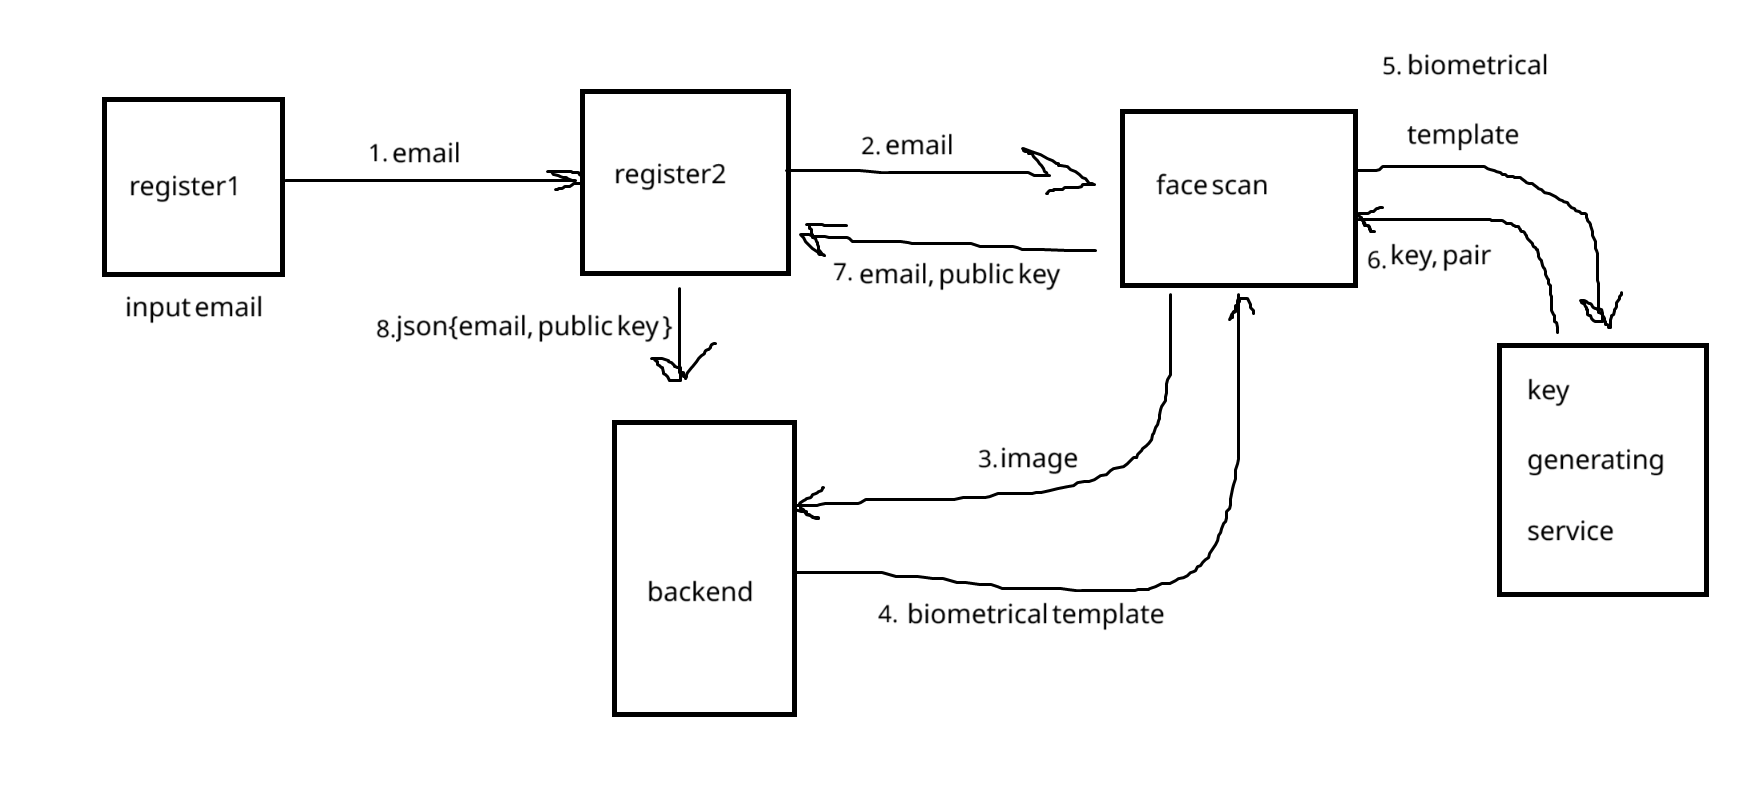 5. biometrical
template
1. email
2. email
register1
register2
face scan
6. key, pair
7. email, public key
input email
8.json{email, public key}
key
generating
service
3.image
backend
4. biometrical template